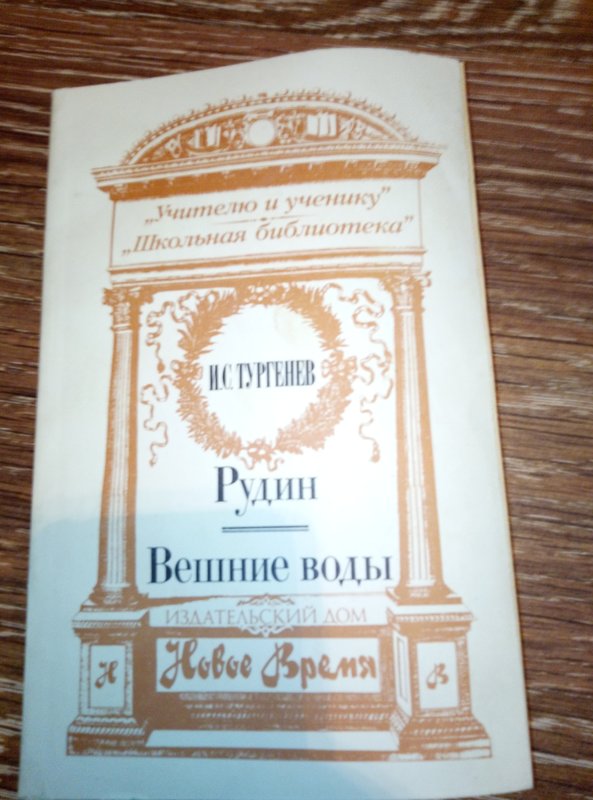 „Учителю и ученику”
„Школьная библиотека”
И.С. ТУРГЕНЕВ
Рудин
Вешние воды
ИЗДАТЕЛЬСКИЙ ДОМ
Н Новое Время В